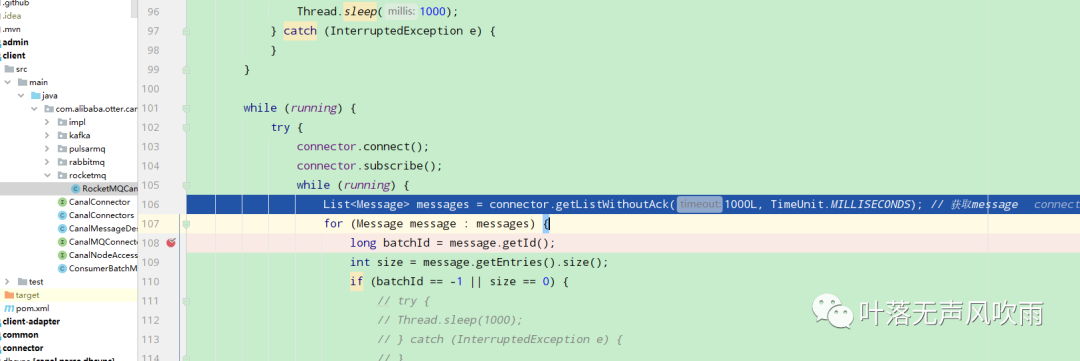 .github
.idea
.mvn
admin
client
src
main
java
com.alibaba.otter.can
impl
kafka
pulsarmq
rabbitmq
rocketmq
RocketMQCan
CanalConnector
CanalConnectors
CanalMessageDes
CanalMQConnecto
CanalNodeAccess
ConsumerBatchM
test
target
pom.xml
client-adapter
common
connector
96 Thread.sleep( millis: 1000);
97 } catch (InterruptedException e) {
98 }
99 }
100
101 while (running) {
102 try {
103 connector.connect();
104 connector.subscribe();
105 while (running) {
106 List<Message> messages = connector.getListWithoutAck( timeout: 1000L, TimeUnit.MILLISECONDS); // 获取message connect
107 for (Message message : messages) {
108 long batchId = message.getId();
109 int size = message.getEntries().size();
110 if (batchId == -1 || size == 0) {
111 // try {
112 // Thread.sleep(1000);
113 // } catch (InterruptedException e) {
114 // }
叶落无声风吹雨